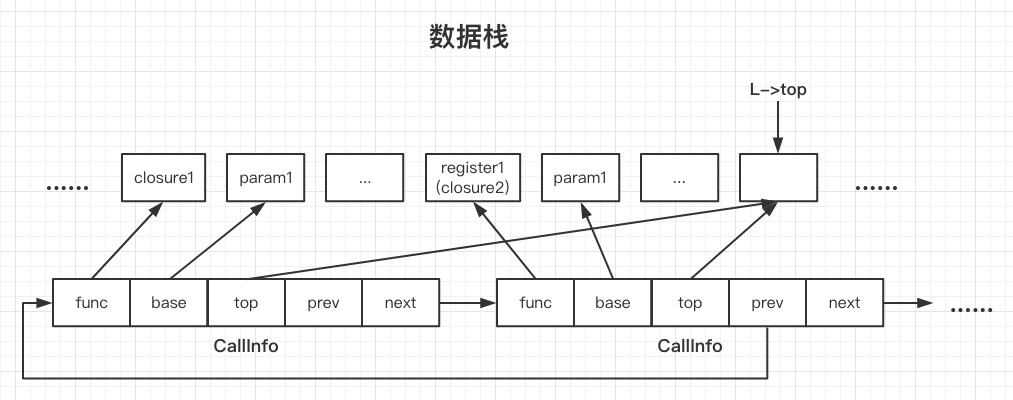 数据栈
L->top
...... closure1 param1 ... register1 (closure2) param1 ... ......
func base top prev next func base top prev next ......
CallInfo CallInfo